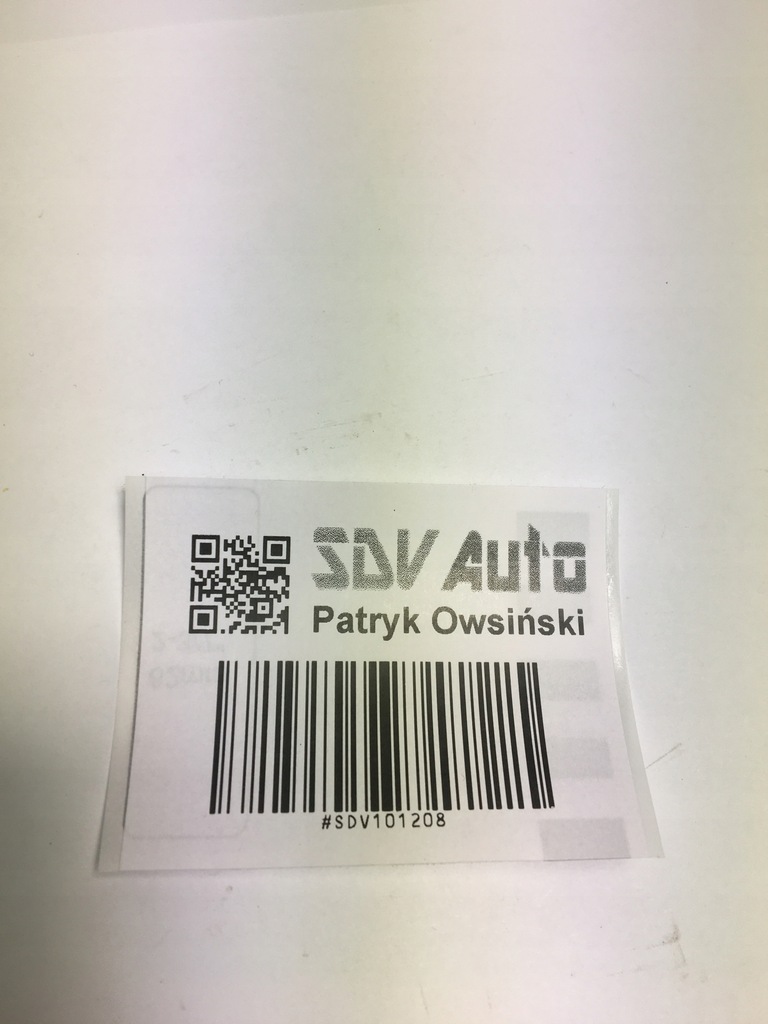 SDV Auto
Patryk Owsiński
#SDV101208